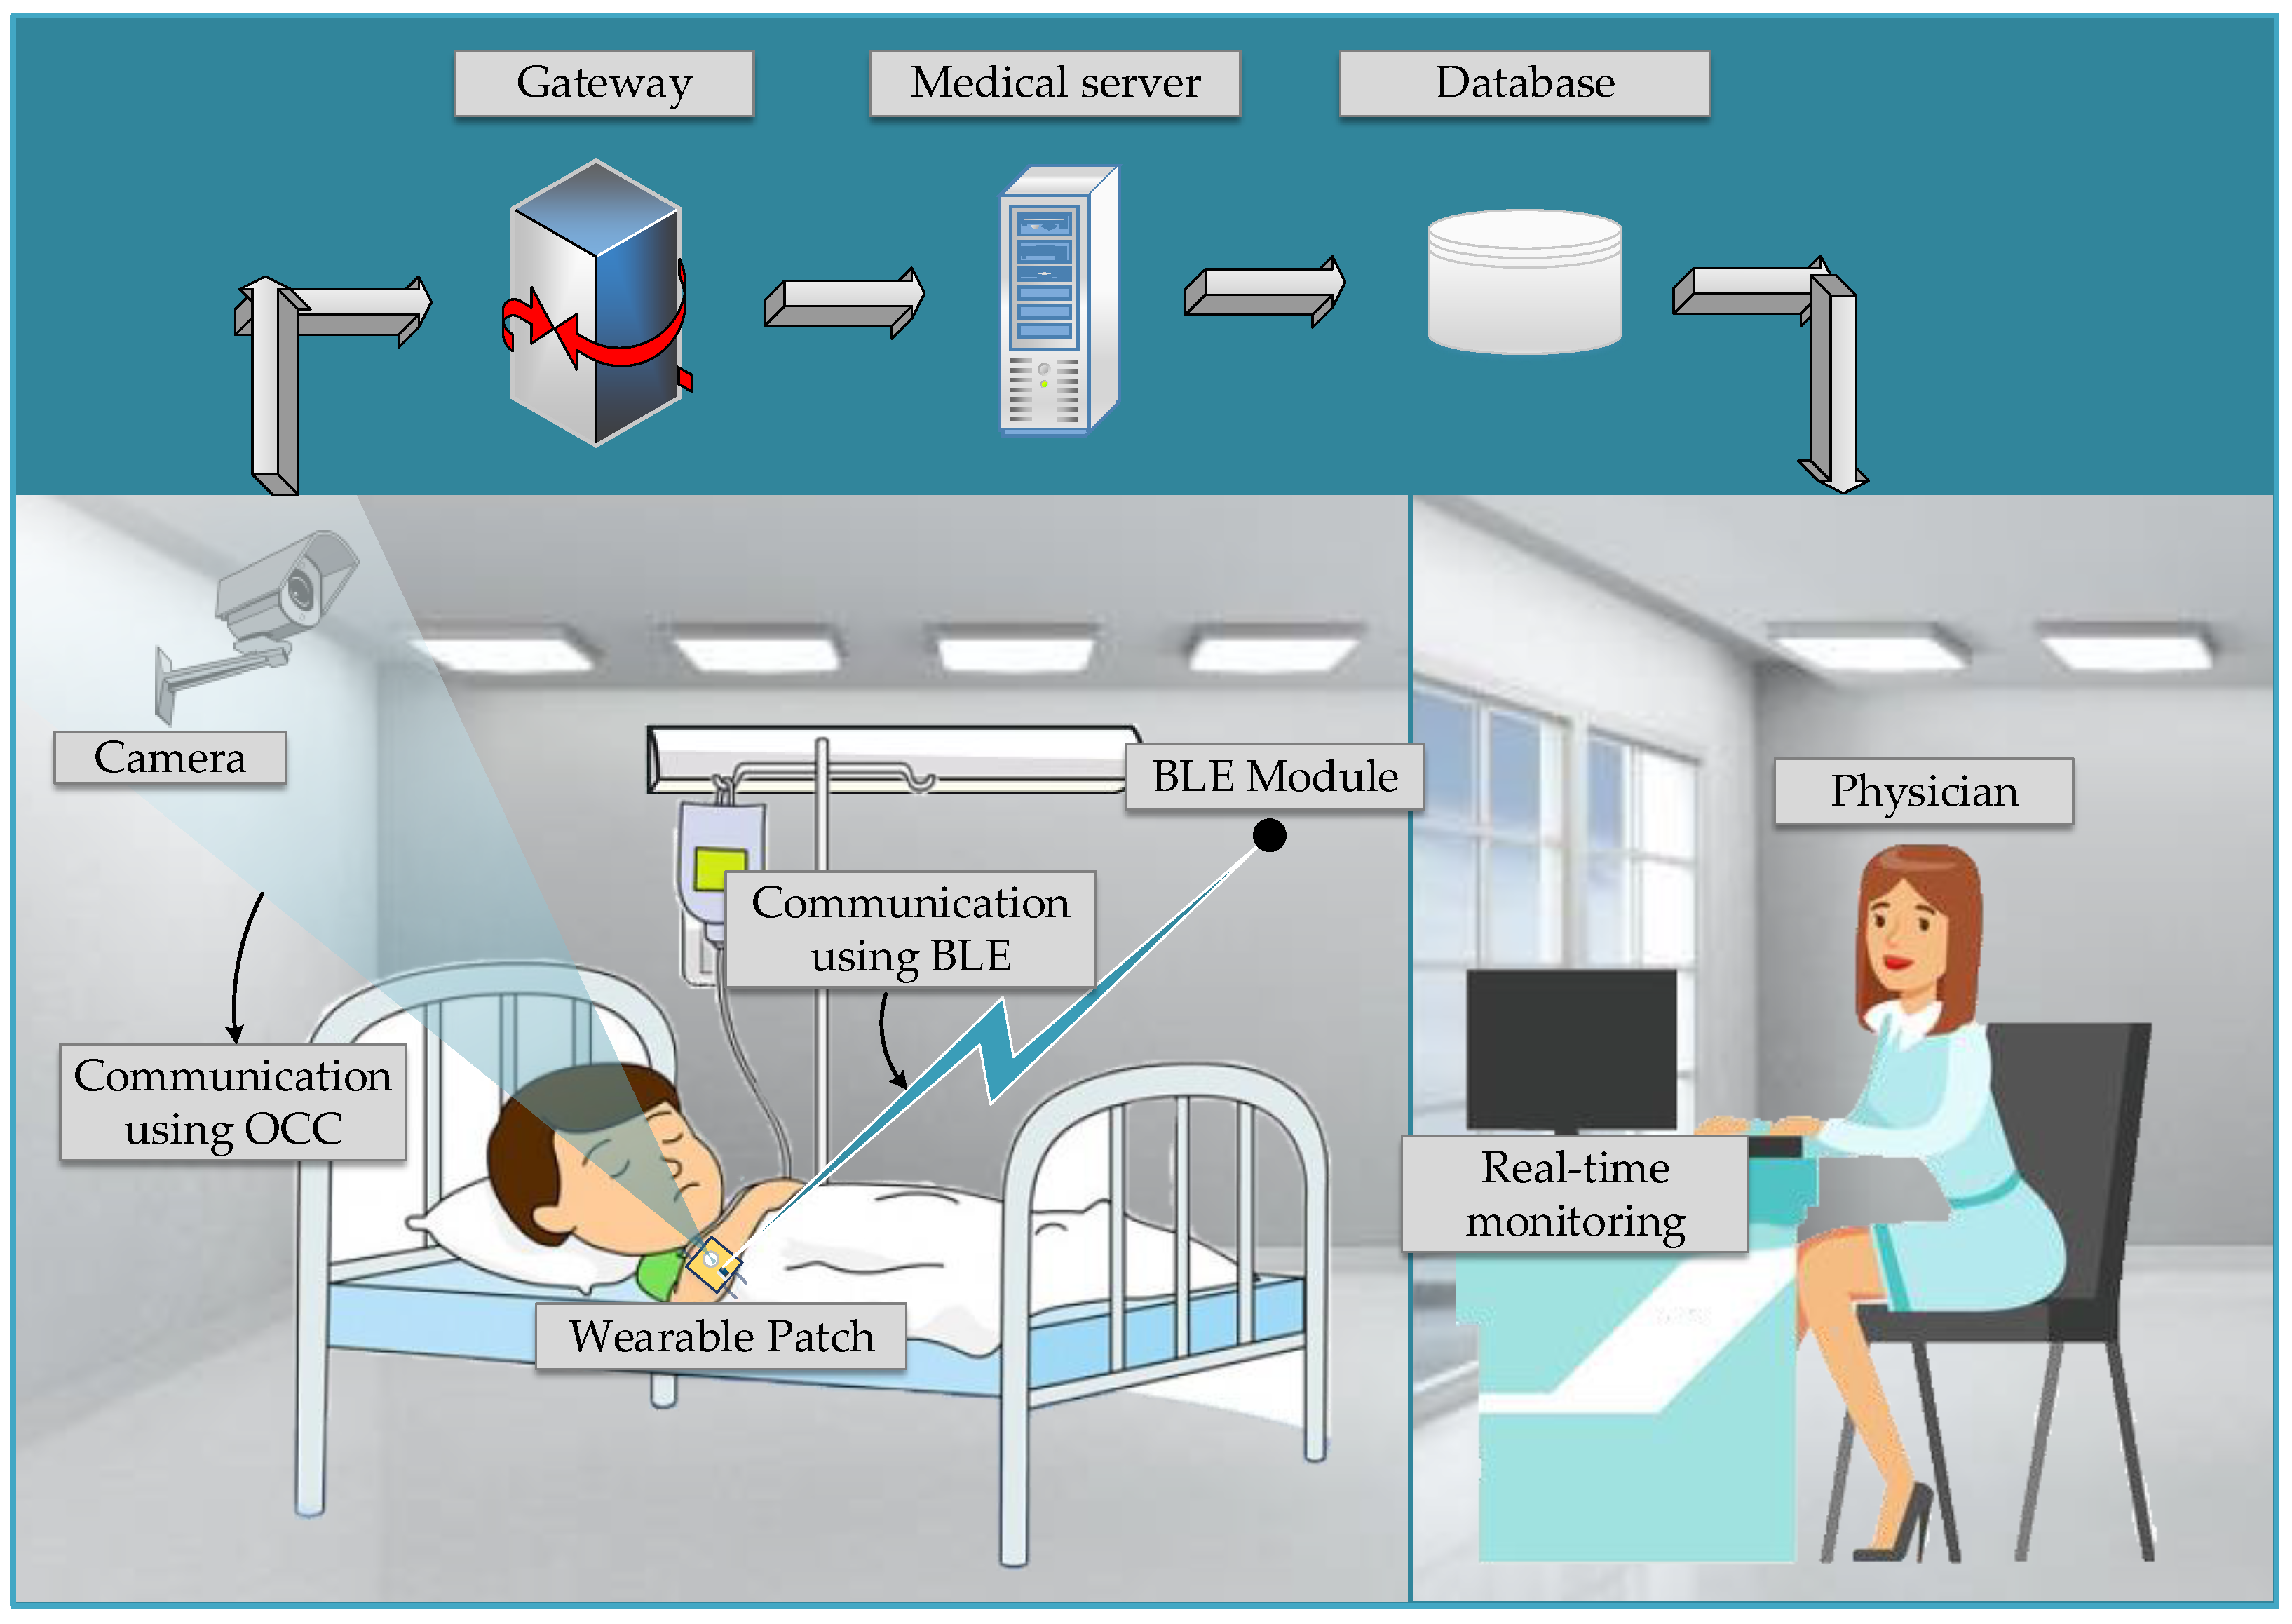 Gateway
Medical server
Database
Camera
BLE Module
Physician
Communication
using BLE
Communication
using OCC
Real-time
monitoring
Wearable Patch